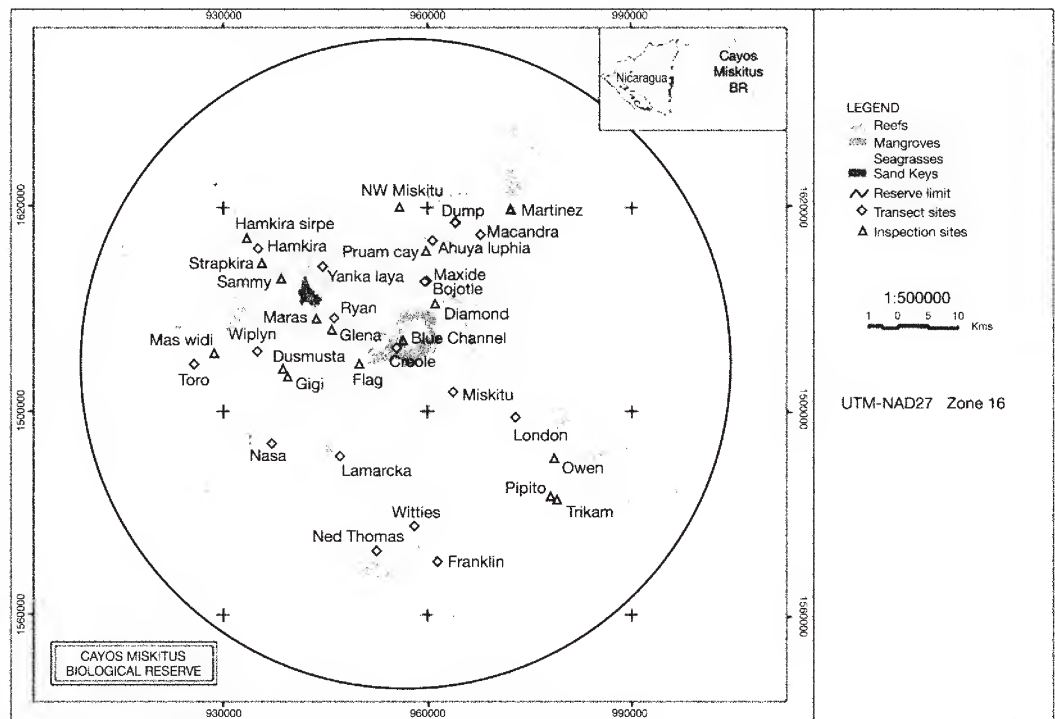 930000
960000
990000
Cayos
Miskitus
BR
Nicaragua
LEGEND
Reefs
Mangroves
Seagrasses
Sand Keys
Reserve limit
Transect sites
Inspection sites
1:500000
1 0 5 10 Kms
UTM-NAD27 Zone 16
1620000
1620000
NW Miskitu
Dump
Martinez
Macandra
Hamkira sirpe
Hamkira
Ahuya luphia
Pruam cay
Strapkira
Yanka laya
Sammy
Maxide
Bojotle
Diamond
Maras
Ryan
Glena
Blue Channel
Wiplyn
Mas widi
Dusmusta
Creole
Toro
Gigi
Flag
Miskitu
1500000
1500000
London
Nasa
Lamarcka
Owen
Pipito
Trikam
Witties
Ned Thomas
Franklin
1560000
1560000
CAYOS MISKITUS
BIOLOGICAL RESERVE
930000
960000
990000